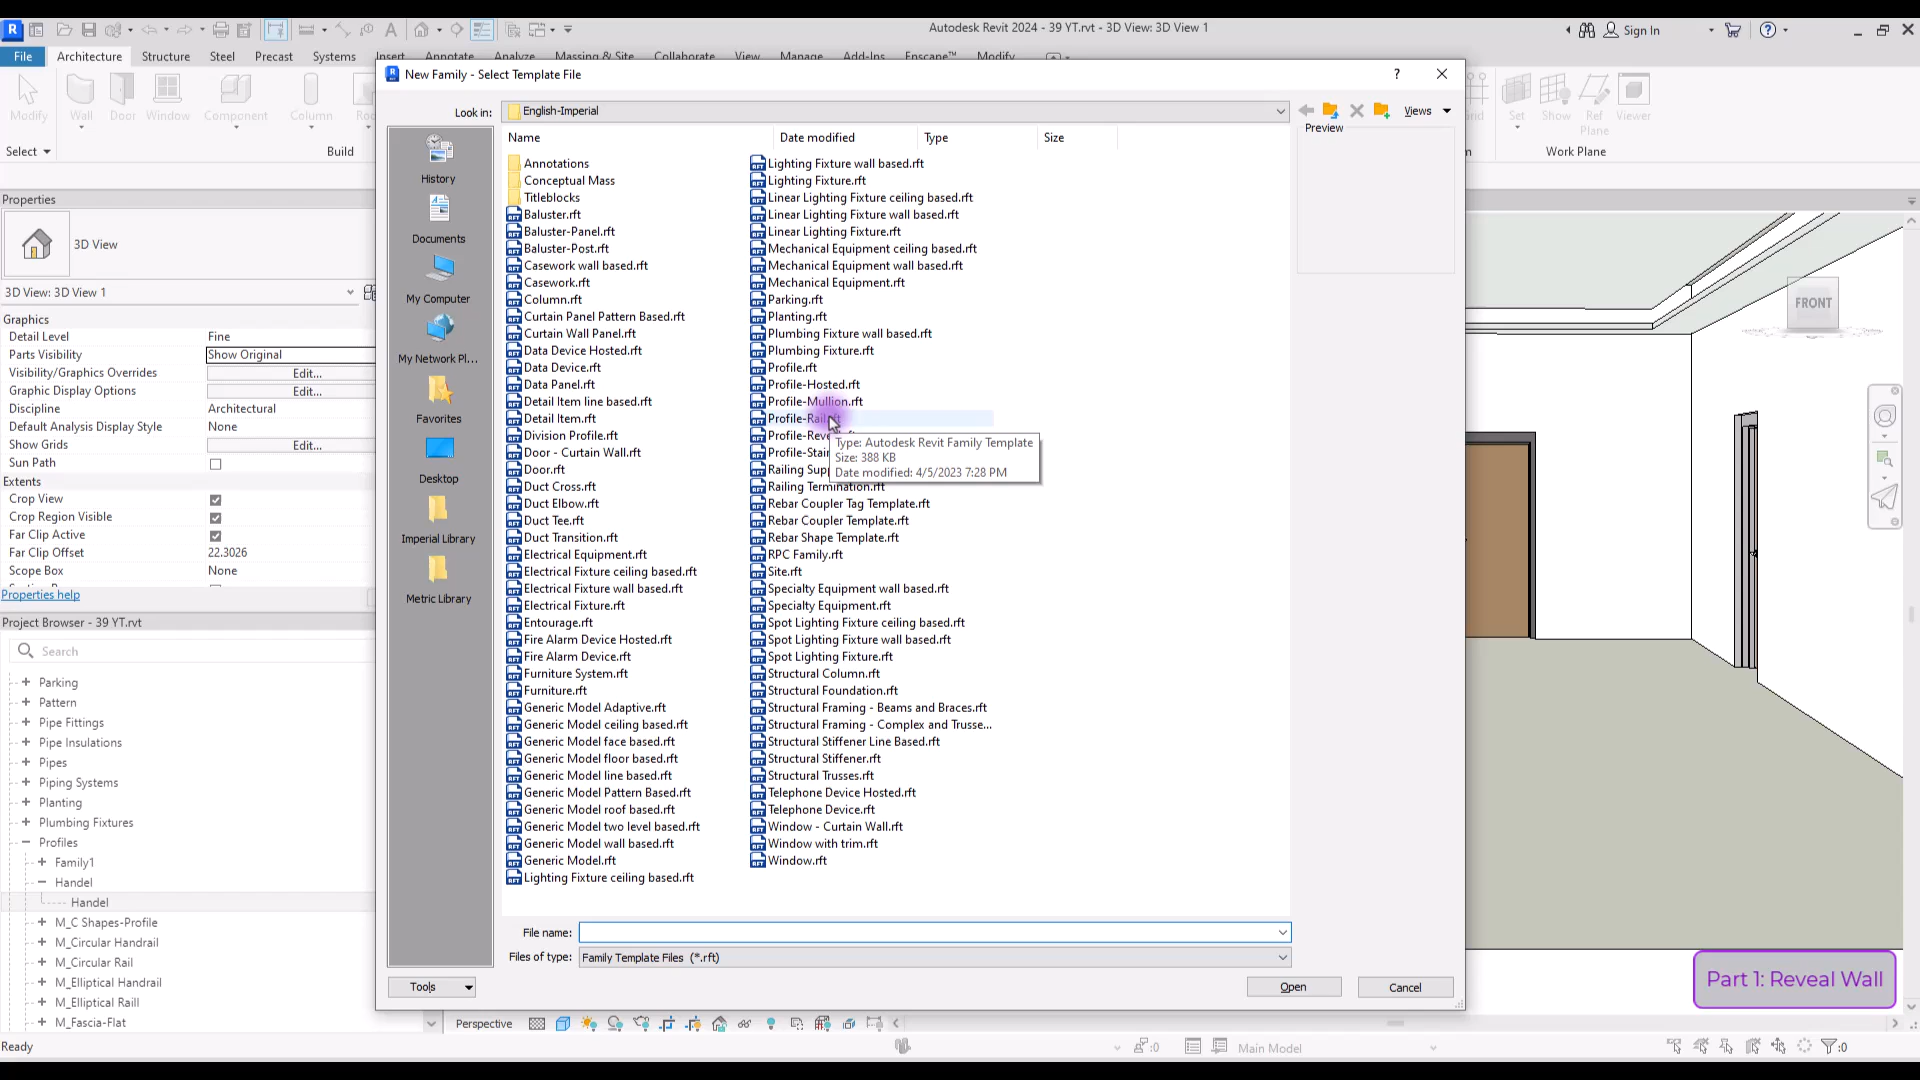 Autodesk Revit 2024 - 39 YT.rvt - 3D View: 3D View 1
Sign In
File Architecture Structure Steel Precast Systems Insert Annotate Analyze Massing & Site Collaborate View Manage Add-Ins Enscape™ Modify
Modify Wall Door Window Component Column
Set Show Ref Plane Viewer
Select Build Work Plane
New Family - Select Template File
Look in: English-Imperial Views
Name Date modified Type Size Preview
History
Documents
My Computer
My Network Pl...
Favorites
Desktop
Imperial Library
Metric Library
Annotations
Conceptual Mass
Titleblocks
Baluster.rft
Baluster-Panel.rft
Baluster-Post.rft
Casework wall based.rft
Casework.rft
Column.rft
Curtain Panel Pattern Based.rft
Curtain Wall Panel.rft
Data Device Hosted.rft
Data Device.rft
Data Panel.rft
Detail Item line based.rft
Detail Item.rft
Division Profile.rft
Door - Curtain Wall.rft
Door.rft
Duct Cross.rft
Duct Elbow.rft
Duct Tee.rft
Duct Transition.rft
Electrical Equipment.rft
Electrical Fixture ceiling based.rft
Electrical Fixture wall based.rft
Electrical Fixture.rft
Entourage.rft
Fire Alarm Device Hosted.rft
Fire Alarm Device.rft
Furniture System.rft
Furniture.rft
Generic Model Adaptive.rft
Generic Model ceiling based.rft
Generic Model face based.rft
Generic Model floor based.rft
Generic Model line based.rft
Generic Model Pattern Based.rft
Generic Model roof based.rft
Generic Model two level based.rft
Generic Model wall based.rft
Generic Model.rft
Lighting Fixture ceiling based.rft
Lighting Fixture wall based.rft
Lighting Fixture.rft
Linear Lighting Fixture ceiling based.rft
Linear Lighting Fixture wall based.rft
Linear Lighting Fixture.rft
Mechanical Equipment ceiling based.rft
Mechanical Equipment wall based.rft
Mechanical Equipment.rft
Parking.rft
Planting.rft
Plumbing Fixture wall based.rft
Plumbing Fixture.rft
Profile.rft
Profile-Hosted.rft
Profile-Mullion.rft
Profile-Rail.rft
Type: Autodesk Revit Family Template
Size: 388 KB
Date modified: 4/5/2023 7:28 PM
Railing Termination.rft
Rebar Coupler Tag Template.rft
Rebar Coupler Template.rft
Rebar Shape Template.rft
RPC Family.rft
Site.rft
Specialty Equipment wall based.rft
Specialty Equipment.rft
Spot Lighting Fixture ceiling based.rft
Spot Lighting Fixture wall based.rft
Spot Lighting Fixture.rft
Structural Column.rft
Structural Foundation.rft
Structural Framing - Beams and Braces.rft
Structural Framing - Complex and Trusse...
Structural Stiffener Line Based.rft
Structural Stiffener.rft
Structural Trusses.rft
Telephone Device Hosted.rft
Telephone Device.rft
Window - Curtain Wall.rft
Window with trim.rft
Window.rft
File name:
Files of type: Family Template Files (*.rft)
Tools Open Cancel
Properties
3D View
3D View: 3D View 1
Graphics
Detail Level Fine
Parts Visibility Show Original
Visibility/Graphics Overrides Edit...
Graphic Display Options Edit...
Discipline Architectural
Default Analysis Display Style None
Show Grids Edit...
Sun Path
Extents
Crop View
Crop Region Visible
Far Clip Active
Far Clip Offset 22.3026
Scope Box None
Properties help
Project Browser - 39 YT.rvt
Search
Parking
Pattern
Pipe Fittings
Pipe Insulations
Pipes
Piping Systems
Planting
Plumbing Fixtures
Profiles
Family1
Handel
Handel
M_C Shapes-Profile
M_Circular Handrail
M_Circular Rail
M_Elliptical Handrail
M_Elliptical Raill
M_Fascia-Flat
FRONT
Part 1: Reveal Wall
Perspective
Ready :0 Main Model :0